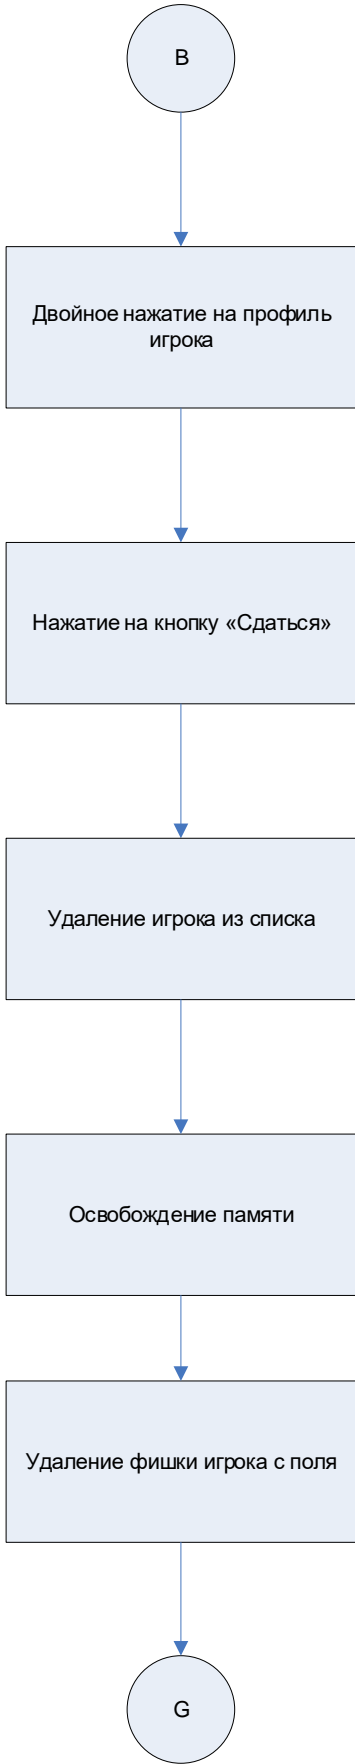 B
Двойное нажатие на профиль
игрока
Нажатие на кнопку «Сдаться»
Удаление игрока из списка
Освобождение памяти
Удаление фишки игрока с поля
G